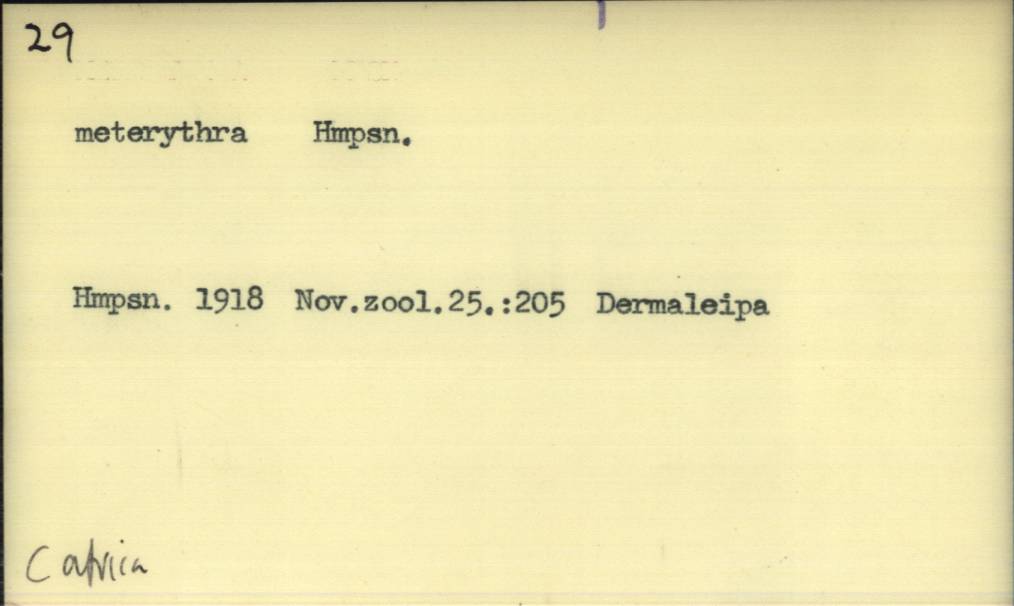 29
meterythra Hmpsn.
Hmpsn. 1918 Nov.zool.25.:205 Dermaleipa
C africa